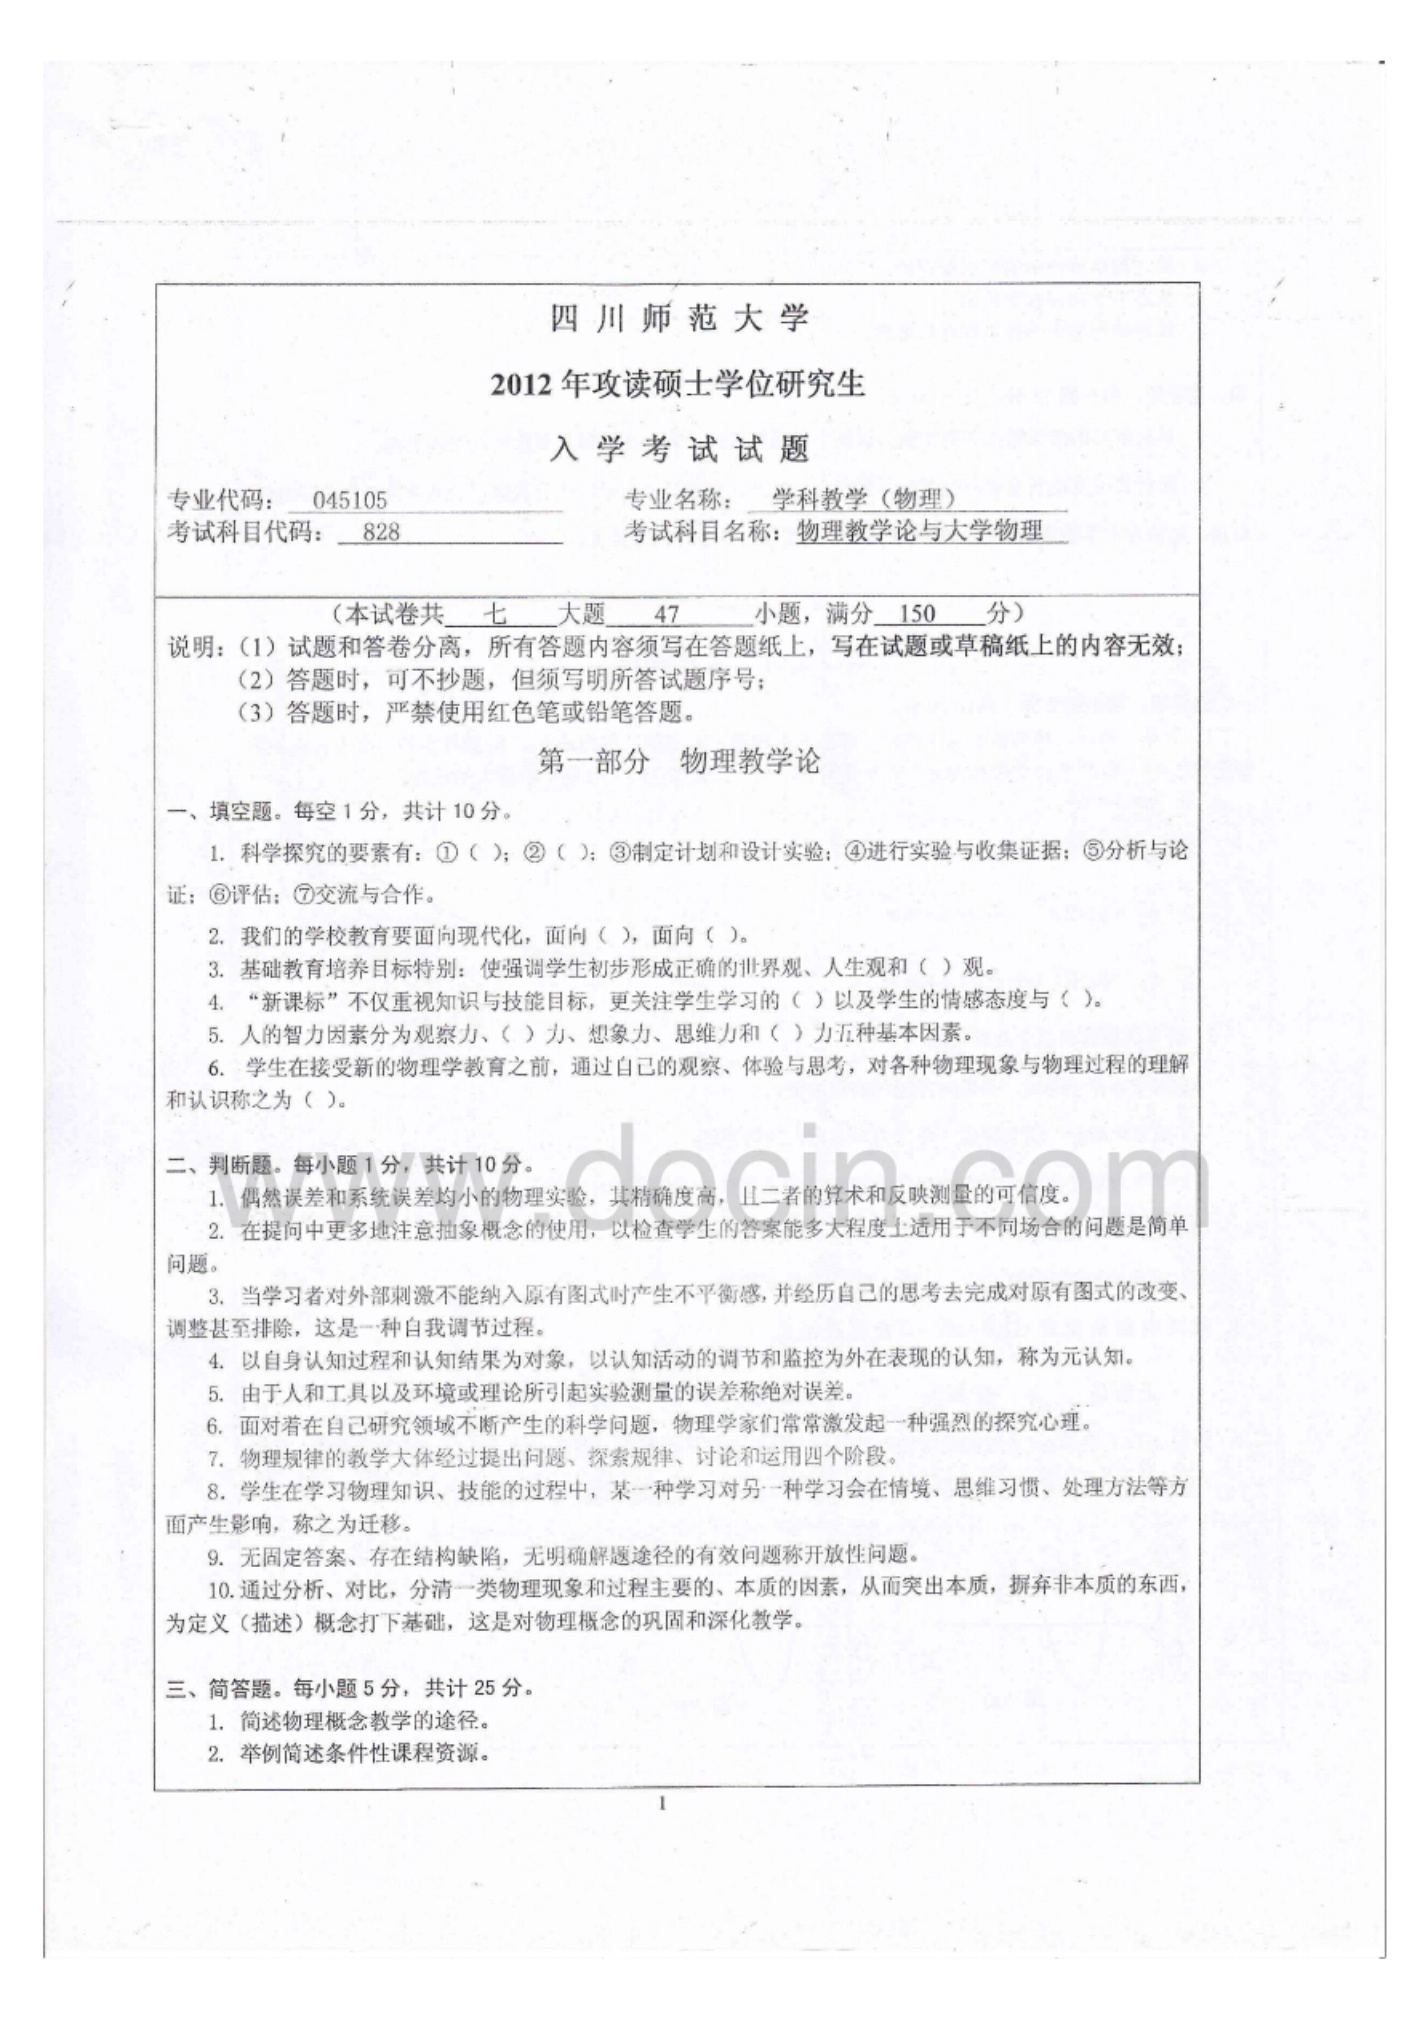 四 川 师 范 大 学
2012 年攻读硕士学位研究生
入 学 考 试 试 题
专业代码： 045105 专业名称： 学科教学（物理）
考试科目代码： 828 考试科目名称：物理教学论与大学物理
（本试卷共 七 大题 47 小题，满分 150 分）
说明：（1）试题和答卷分离，所有答题内容须写在答题纸上，写在试题或草稿纸上的内容无效；
（2）答题时，可不抄题，但须写明所答试题序号；
（3）答题时，严禁使用红色笔或铅笔答题。
第一部分 物理教学论
一、填空题。每空 1 分，共计 10 分。
1. 科学探究的要素有：①（ ）；②（ ）；③制定计划和设计实验；④进行实验与收集证据；⑤分析与论
证；⑥评估；⑦交流与合作。
2. 我们的学校教育要面向现代化，面向（ ），面向（ ）。
3. 基础教育培养目标特别：使强调学生初步形成正确的世界观、人生观和（ ）观。
4. “新课标”不仅重视知识与技能目标，更关注学生学习的（ ）以及学生的情感态度与（ ）。
5. 人的智力因素分为观察力、（ ）力、想象力、思维力和（ ）力五种基本因素。
6. 学生在接受新的物理学教育之前，通过自己的观察、体验与思考，对各种物理现象与物理过程的理解
和认识称之为（ ）。
二、判断题。每小题 1 分，共计 10 分。
1. 偶然误差和系统误差均小的物理实验，其精确度高，且二者的算术和反映测量的可信度。
2. 在提问中更多地注意抽象概念的使用，以检查学生的答案能多大程度上适用于不同场合的问题是简单
问题。
3. 当学习者对外部刺激不能纳入原有图式时产生不平衡感，并经历自己的思考去完成对原有图式的改变、
调整甚至排除，这是一种自我调节过程。
4. 以自身认知过程和认知结果为对象，以认知活动的调节和监控为外在表现的认知，称为元认知。
5. 由于人和工具以及环境或理论所引起实验测量的误差称绝对误差。
6. 面对着在自己研究领域不断产生的科学问题，物理学家们常常激发起一种强烈的探究心理。
7. 物理规律的教学大体经过提出问题、探索规律、讨论和运用四个阶段。
8. 学生在学习物理知识、技能的过程中，某一种学习对另一种学习会在情境、思维习惯、处理方法等方
面产生影响，称之为迁移。
9. 无固定答案、存在结构缺陷，无明确解题途径的有效问题称开放性问题。
10. 通过分析、对比，分清一类物理现象和过程主要的、本质的因素，从而突出本质，摒弃非本质的东西，
为定义（描述）概念打下基础，这是对物理概念的巩固和深化教学。
三、简答题。每小题 5 分，共计 25 分。
1. 简述物理概念教学的途径。
2. 举例简述条件性课程资源。
1
www.docin.com